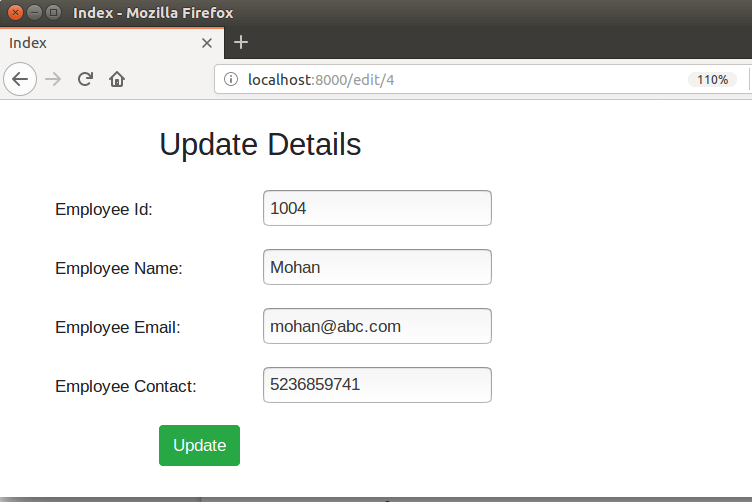 Index - Mozilla Firefox
Index
localhost:8000/edit/4 110%
Update Details
Employee Id: 1004
Employee Name: Mohan
Employee Email: mohan@abc.com
Employee Contact: 5236859741
Update